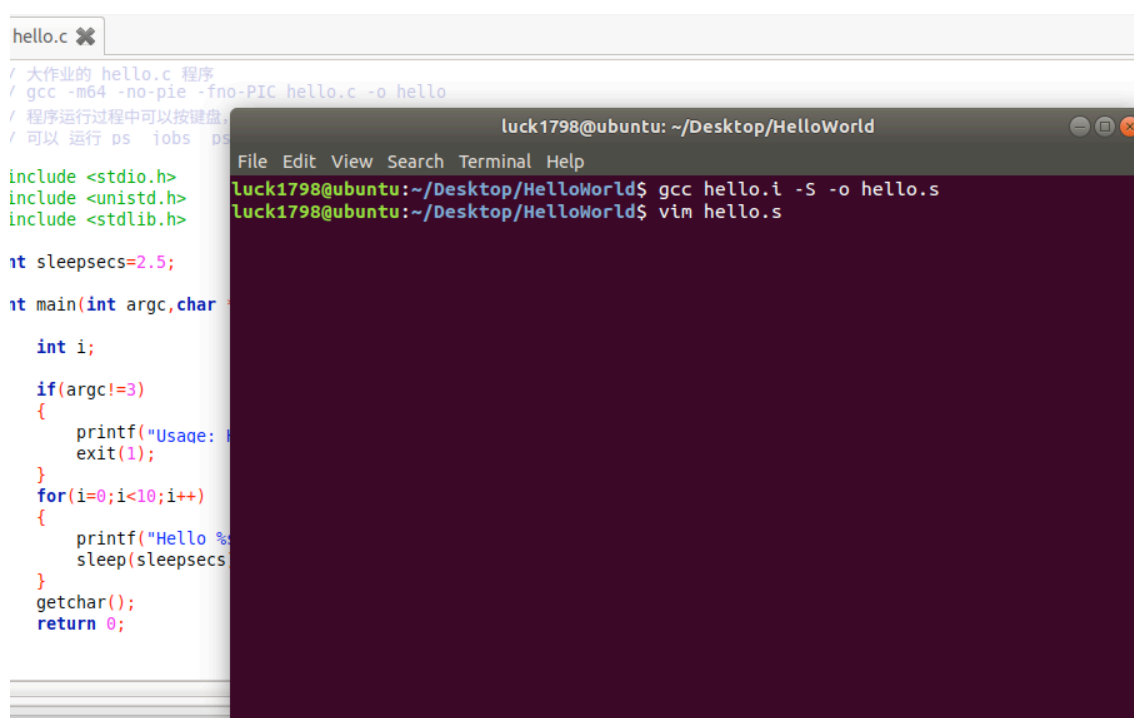 hello.c
/ 大作业的 hello.c 程序
/ gcc -m64 -no-pie -fno-PIC hello.c -o hello
/ 程序运行过程中可以按键盘，
/ 可以 运行 ps jobs ps
include <stdio.h>
include <unistd.h>
include <stdlib.h>
nt sleepsecs=2.5;
nt main(int argc,char
int i;
if(argc!=3)
{
printf("Usage:
exit(1);
}
for(i=0;i<10;i++)
{
printf("Hello %s
sleep(sleepsecs)
}
getchar();
return 0;
luck1798@ubuntu: ~/Desktop/HelloWorld
File Edit View Search Terminal Help
luck1798@ubuntu:~/Desktop/HelloWorld$ gcc hello.i -S -o hello.s
luck1798@ubuntu:~/Desktop/HelloWorld$ vim hello.s